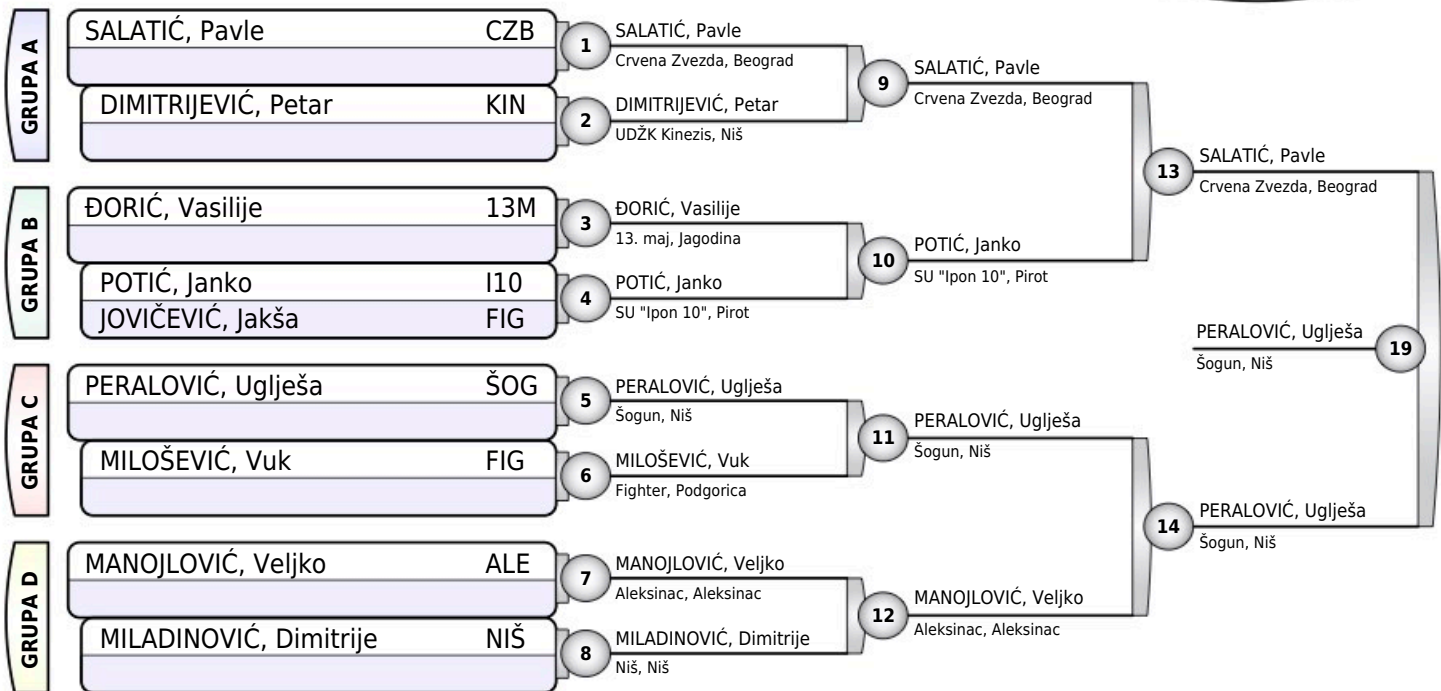 GRUPA A
SALATIĆ, Pavle CZB
DIMITRIJEVIĆ, Petar KIN
GRUPA B
ĐORIĆ, Vasilije 13M
POTIĆ, Janko I10
JOVIČEVIĆ, Jakša FIG
GRUPA C
PERALOVIĆ, Uglješa ŠOG
MILOŠEVIĆ, Vuk FIG
GRUPA D
MANOJLOVIĆ, Veljko ALE
MILADINOVIĆ, Dimitrije NIŠ
1
SALATIĆ, Pavle
Crvena Zvezda, Beograd
2
DIMITRIJEVIĆ, Petar
UDŽK Kinezis, Niš
3
ĐORIĆ, Vasilije
13. maj, Jagodina
4
POTIĆ, Janko
SU "Ipon 10", Pirot
5
PERALOVIĆ, Uglješa
Šogun, Niš
6
MILOŠEVIĆ, Vuk
Fighter, Podgorica
7
MANOJLOVIĆ, Veljko
Aleksinac, Aleksinac
8
MILADINOVIĆ, Dimitrije
Niš, Niš
9
SALATIĆ, Pavle
Crvena Zvezda, Beograd
10
POTIĆ, Janko
SU "Ipon 10", Pirot
11
PERALOVIĆ, Uglješa
Šogun, Niš
12
MANOJLOVIĆ, Veljko
Aleksinac, Aleksinac
13
SALATIĆ, Pavle
Crvena Zvezda, Beograd
14
PERALOVIĆ, Uglješa
Šogun, Niš
PERALOVIĆ, Uglješa
Šogun, Niš
19